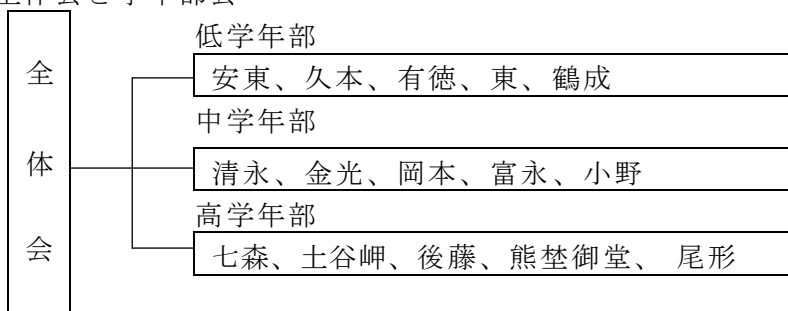 低学年部
安東、久本、有徳、東、鶴成
中学年部
清永、金光、岡本、富永、小野
高学年部
七森、土谷岬、後藤、熊埜御堂、 尾形
全体会